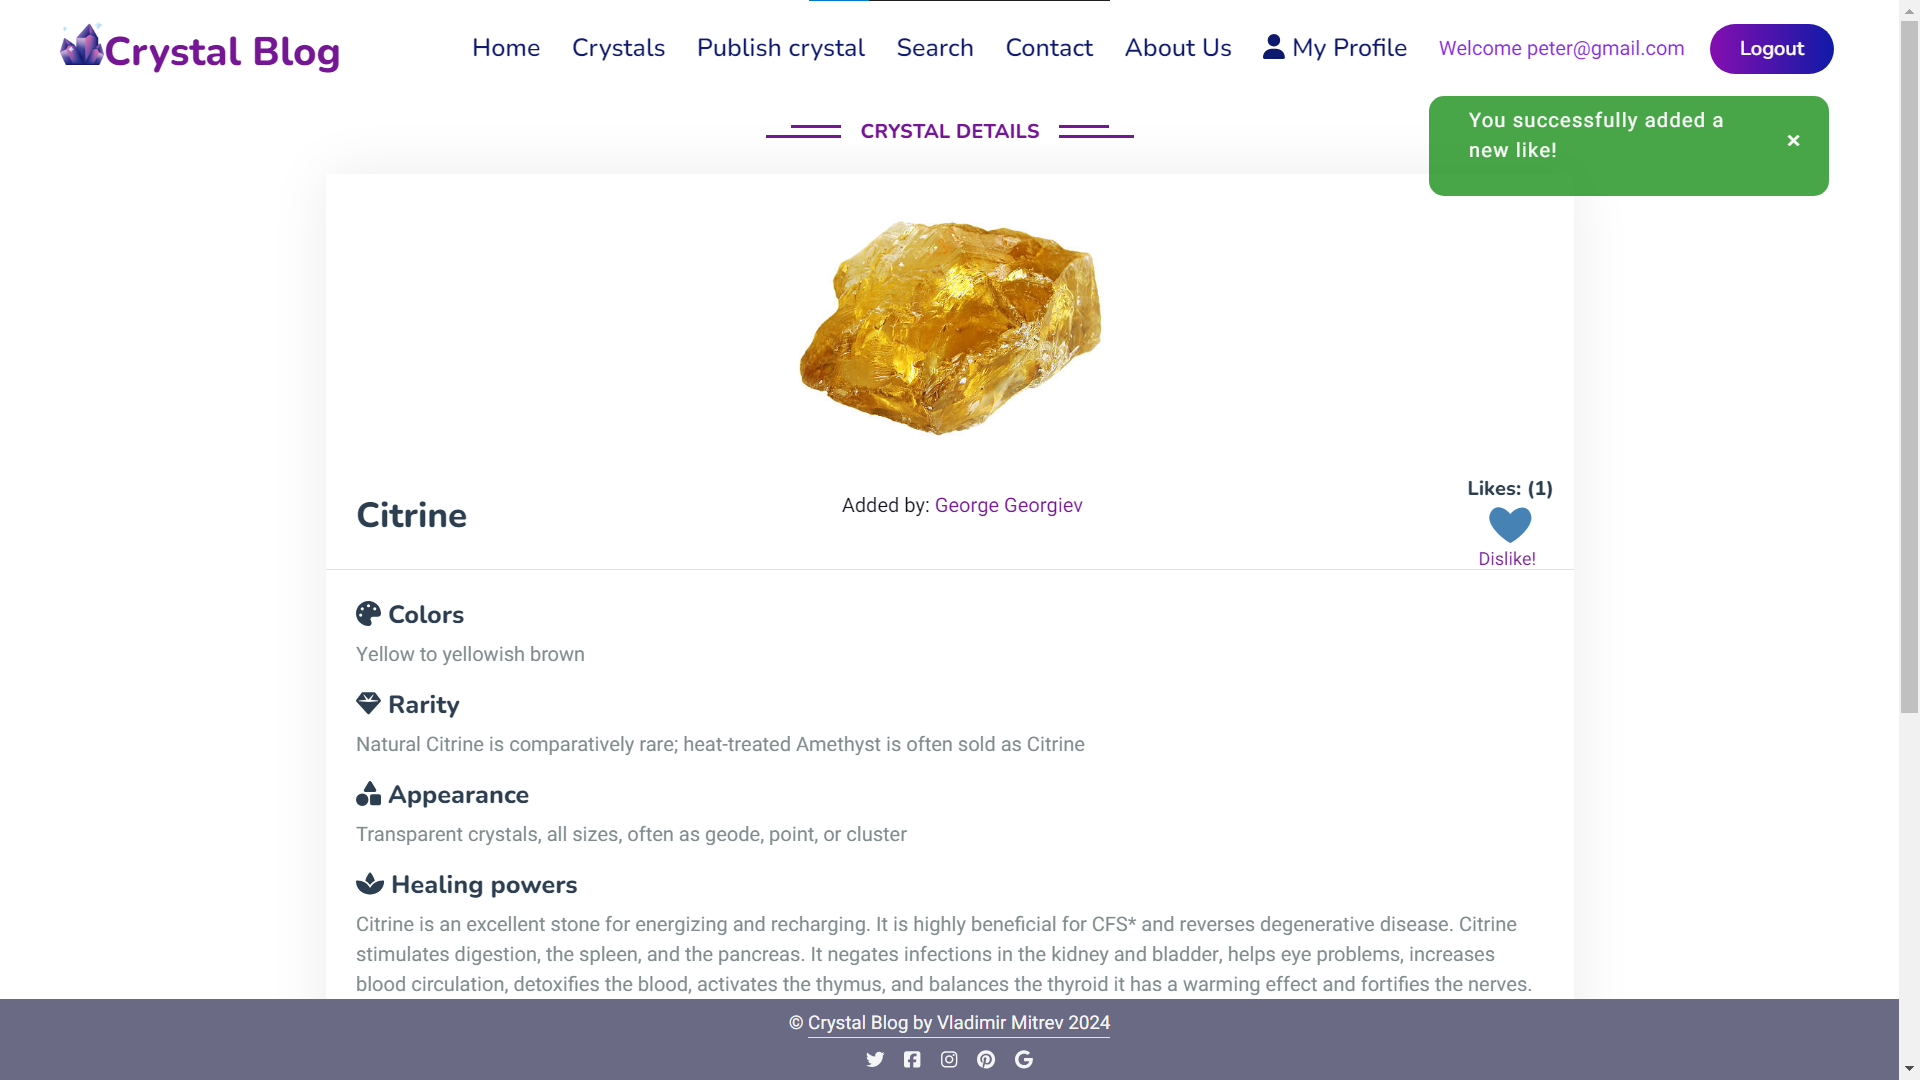 Crystal Blog
Home Crystals Publish crystal Search Contact About Us My Profile Welcome peter@gmail.com Logout
CRYSTAL DETAILS
You successfully added a
new like!
×
Likes: (1)
Citrine
Added by: George Georgiev
Dislike!
Colors
Yellow to yellowish brown
Rarity
Natural Citrine is comparatively rare; heat-treated Amethyst is often sold as Citrine
Appearance
Transparent crystals, all sizes, often as geode, point, or cluster
Healing powers
Citrine is an excellent stone for energizing and recharging. It is highly beneficial for CFS* and reverses degenerative disease. Citrine
stimulates digestion, the spleen, and the pancreas. It negates infections in the kidney and bladder, helps eye problems, increases
blood circulation, detoxifies the blood, activates the thymus, and balances the thyroid it has a warming effect and fortifies the nerves.
© Crystal Blog by Vladimir Mitrev 2024